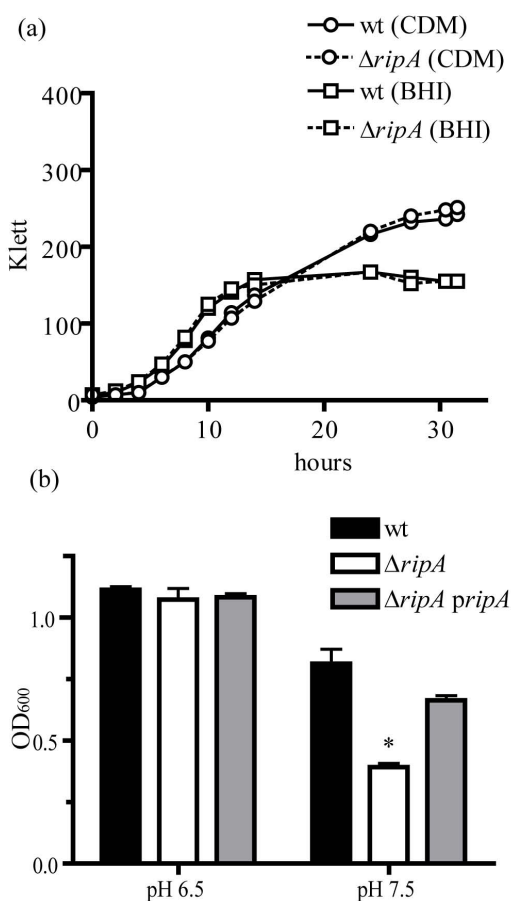 (a)
wt (CDM)
ΔripA (CDM)
wt (BHI)
ΔripA (BHI)
400
300
200
100
0
Klett
0 10 20 30
hours
(b)
wt
ΔripA
ΔripA pripA
1.0
0.5
0.0
OD600
*
pH 6.5 pH 7.5